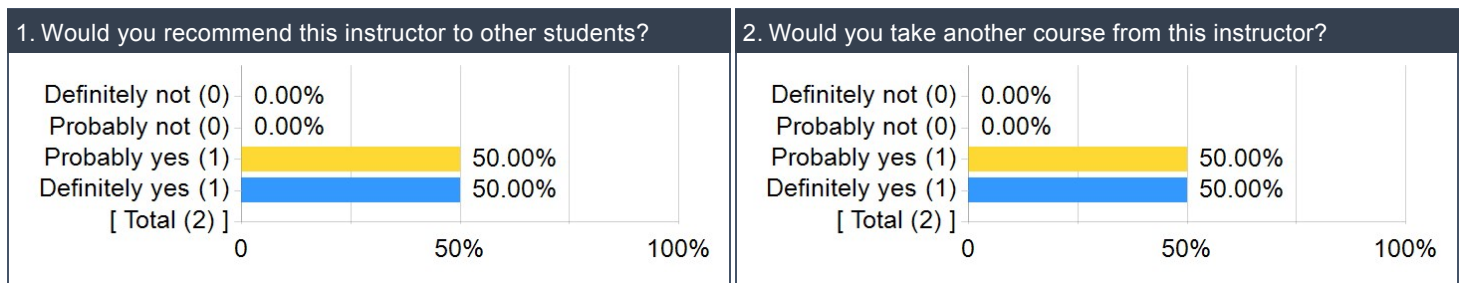 1. Would you recommend this instructor to other students?
Definitely not (0) 0.00%
Probably not (0) 0.00%
Probably yes (1) 50.00%
Definitely yes (1) 50.00%
[ Total (2) ]
0 50% 100%
2. Would you take another course from this instructor?
Definitely not (0) 0.00%
Probably not (0) 0.00%
Probably yes (1) 50.00%
Definitely yes (1) 50.00%
[ Total (2) ]
0 50% 100%